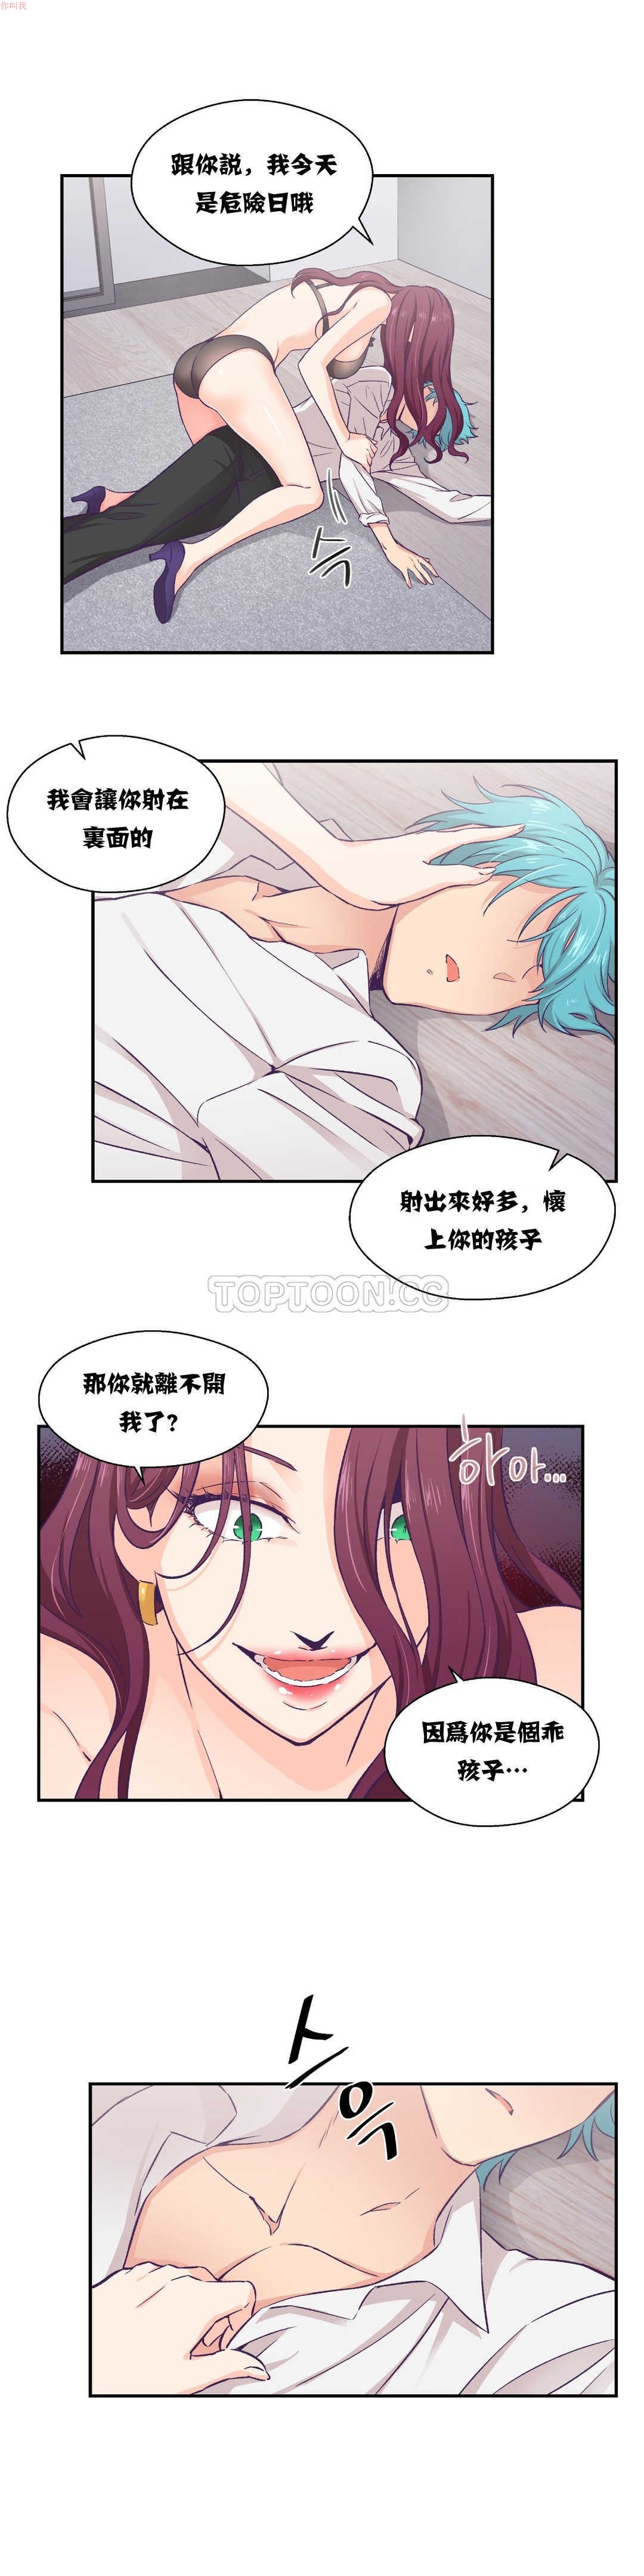 你叫我
跟你説，我今天
是危險日哦
스
윽
我會讓你射在
裏面的
射出來好多，懷
上你的孩子
TOPTOON.CC
那你就離不開
我了？
하아...
因爲你是個乖
孩子…
스
윽